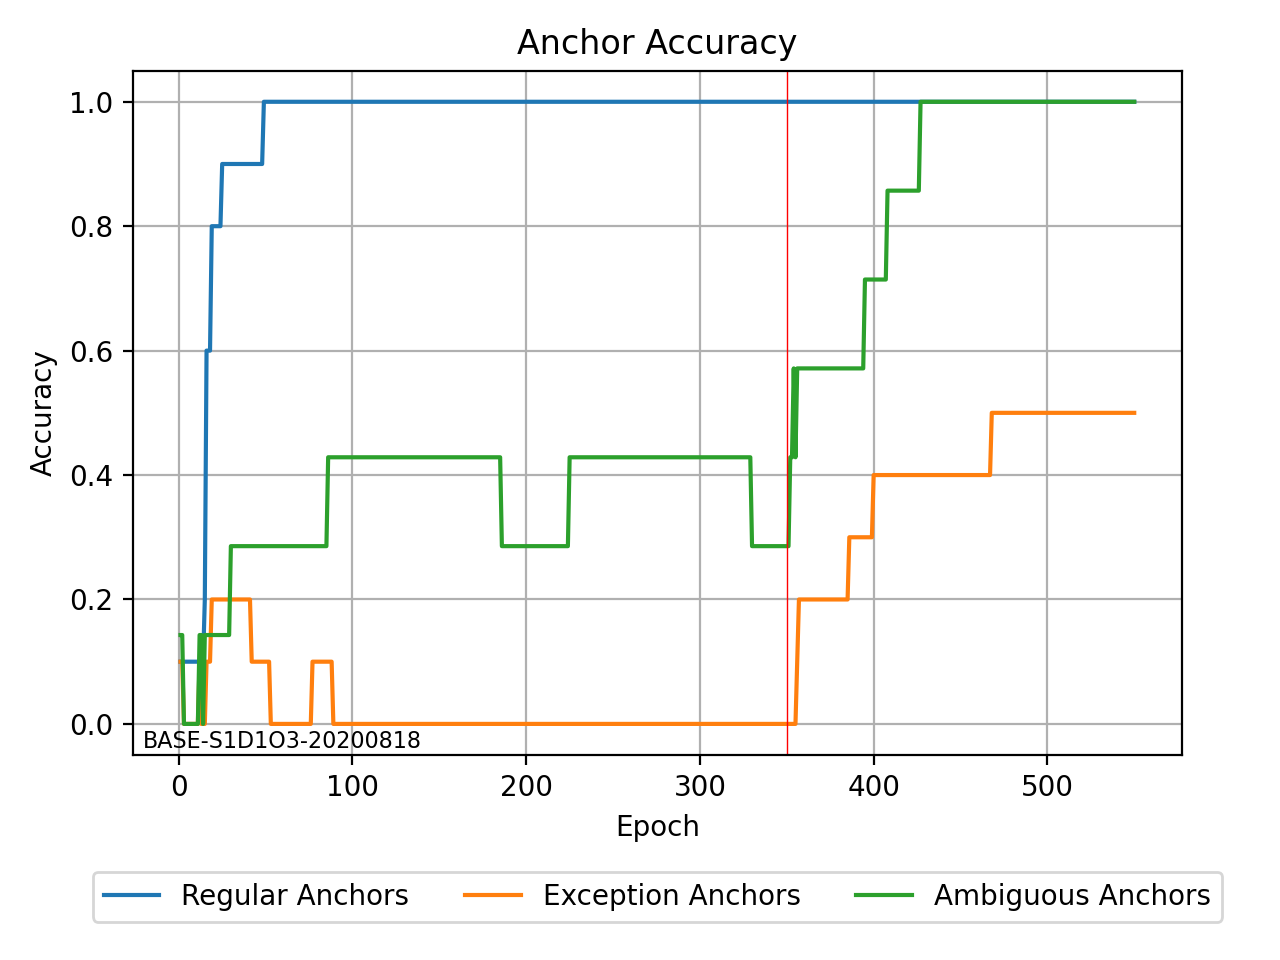 Anchor Accuracy
1.0
0.8
0.6
0.4
0.2
0.0
Accuracy
BASE-S1D1O3-20200818
0 100 200 300 400 500
Epoch
Regular Anchors Exception Anchors Ambiguous Anchors